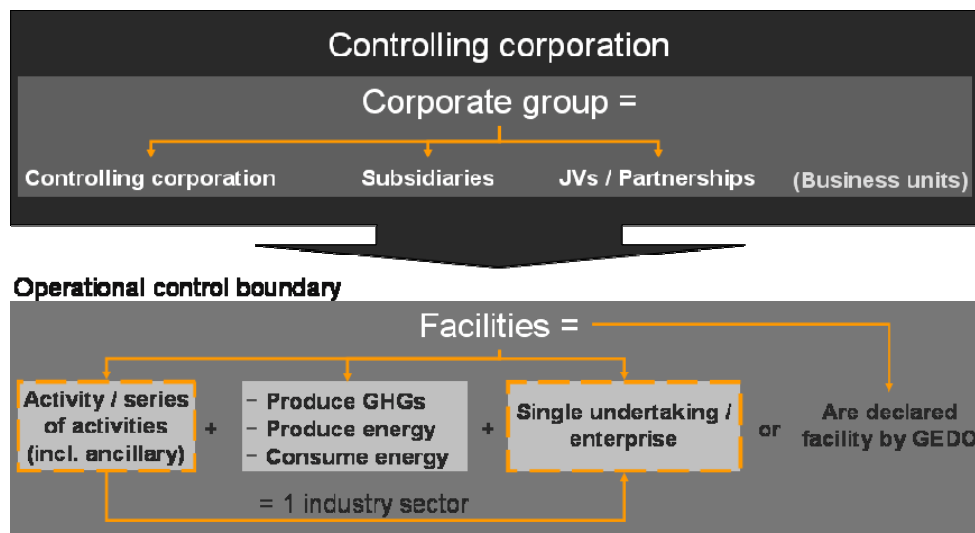 Controlling corporation
Corporate group =
Controlling corporation Subsidiaries JVs / Partnerships (Business units)
Operational control boundary
Facilities =
Activity / series
of activities
(incl. ancillary)
+
– Produce GHGs
– Produce energy
– Consume energy
+
Single undertaking /
enterprise
or
Are declared
facility by GEDO
= 1 industry sector